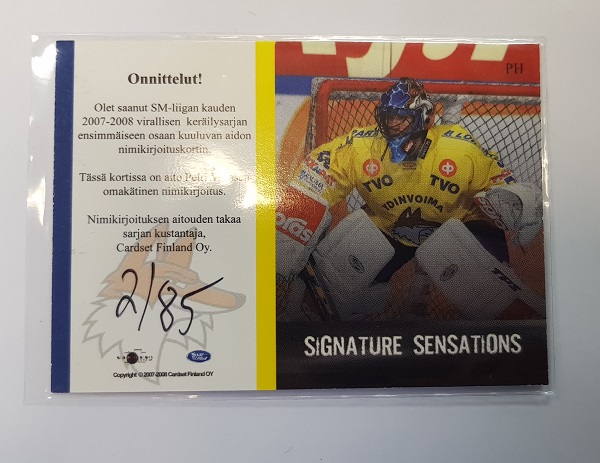 Onnittelut!
Olet saanut SM-liigan kauden
2007-2008 virallisen keräilysarjan
ensimmäiseen osaan kuuluvan aidon
nimikirjoituskortin.
Tässä kortissa on aito
omakätinen nimikirjoitus.
Nimikirjoituksen aitouden takaa
sarjan kustantaja,
Cardset Finland Oy.
2/85
Copyright © 2007-2008 Cardset Finland OY
PH
TVO
TVO
TOINVOIMA
SIGNATURE SENSATIONS